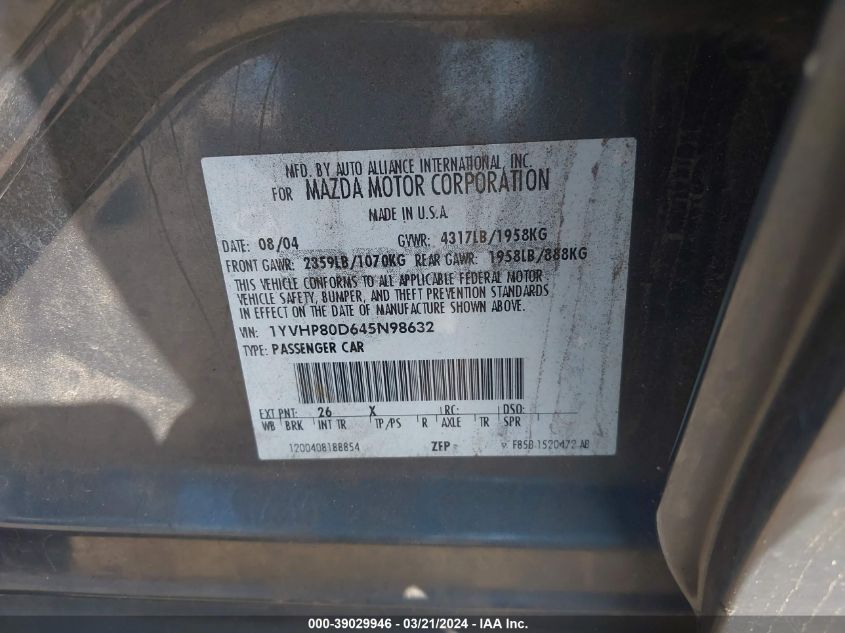 MFD. BY AUTO ALLIANCE INTERNATIONAL, INC.
FOR MAZDA MOTOR CORPORATION
MADE IN U.S.A.
DATE: 08/04 GVWR: 4317LB/1958KG
FRONT GAWR: 2359LB/1070KG REAR GAWR: 1958LB/888KG
THIS VEHICLE CONFORMS TO ALL APPLICABLE FEDERAL MOTOR
VEHICLE SAFETY, BUMPER, AND THEFT PREVENTION STANDARDS
IN EFFECT ON THE DATE OF MANUFACTURE SHOWN ABOVE.
VIN: 1YVHP80D645N98632
TYPE: PASSENGER CAR
EXT PNT: 26 X RC: DSO:
WB BRK INT TR TP/PS R AXLE TR SPR
1200408188854 ZFP F85B-1520472-AB
000-39029946 - 03/21/2024 - IAA Inc.